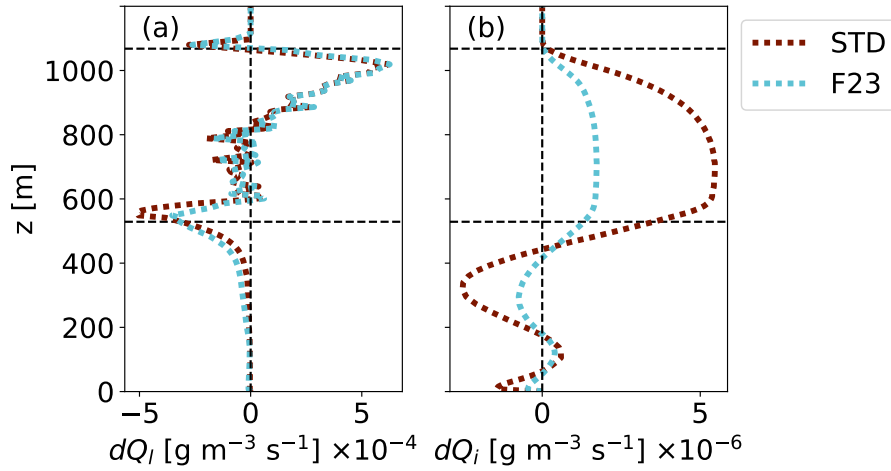 (a)
(b)
STD
F23
1000
800
600
400
200
0
z [m]
−5
0
5
0
5
dQ_l [g m⁻³ s⁻¹] ×10⁻⁴
dQ_i [g m⁻³ s⁻¹] ×10⁻⁶